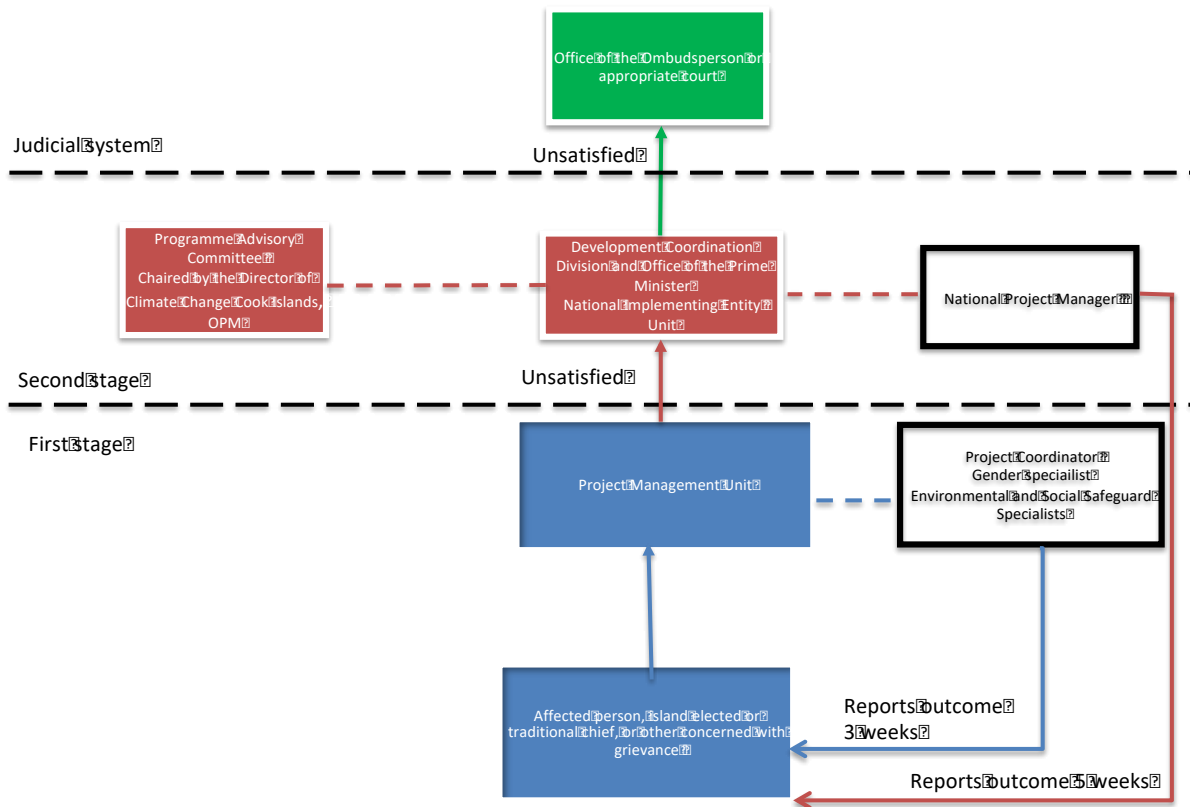 Office of the Ombudsperson or
appropriate court
Judicial system
Unsatisfied
Programme Advisory
Committee
Chaired by the Director of
Climate Change Cook Islands,
OPM
Development Coordination
Division and Office of the Prime
Minister
National Implementing Entity
Unit
National Project Manager
Second stage
Unsatisfied
First stage
Project Management Unit
Project Coordinator
Gender speciailist
Environmental and Social Safeguard
Specialists
Affected person, island elected or
traditional chief, or other concerned with
grievance
Reports outcome
3 weeks
Reports outcome 5 weeks